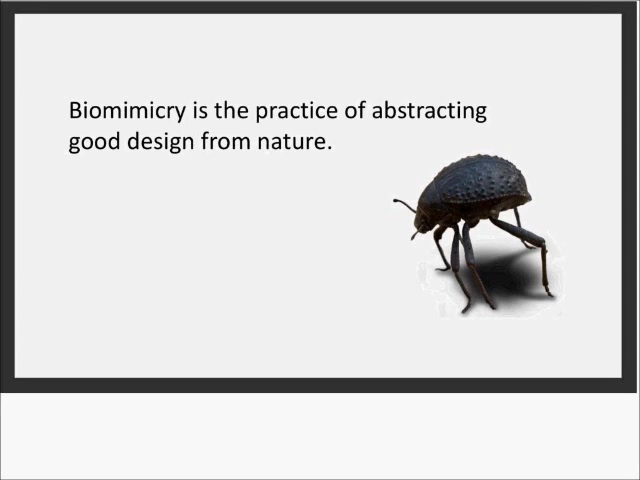 Biomimicry is the practice of abstracting
good design from nature.